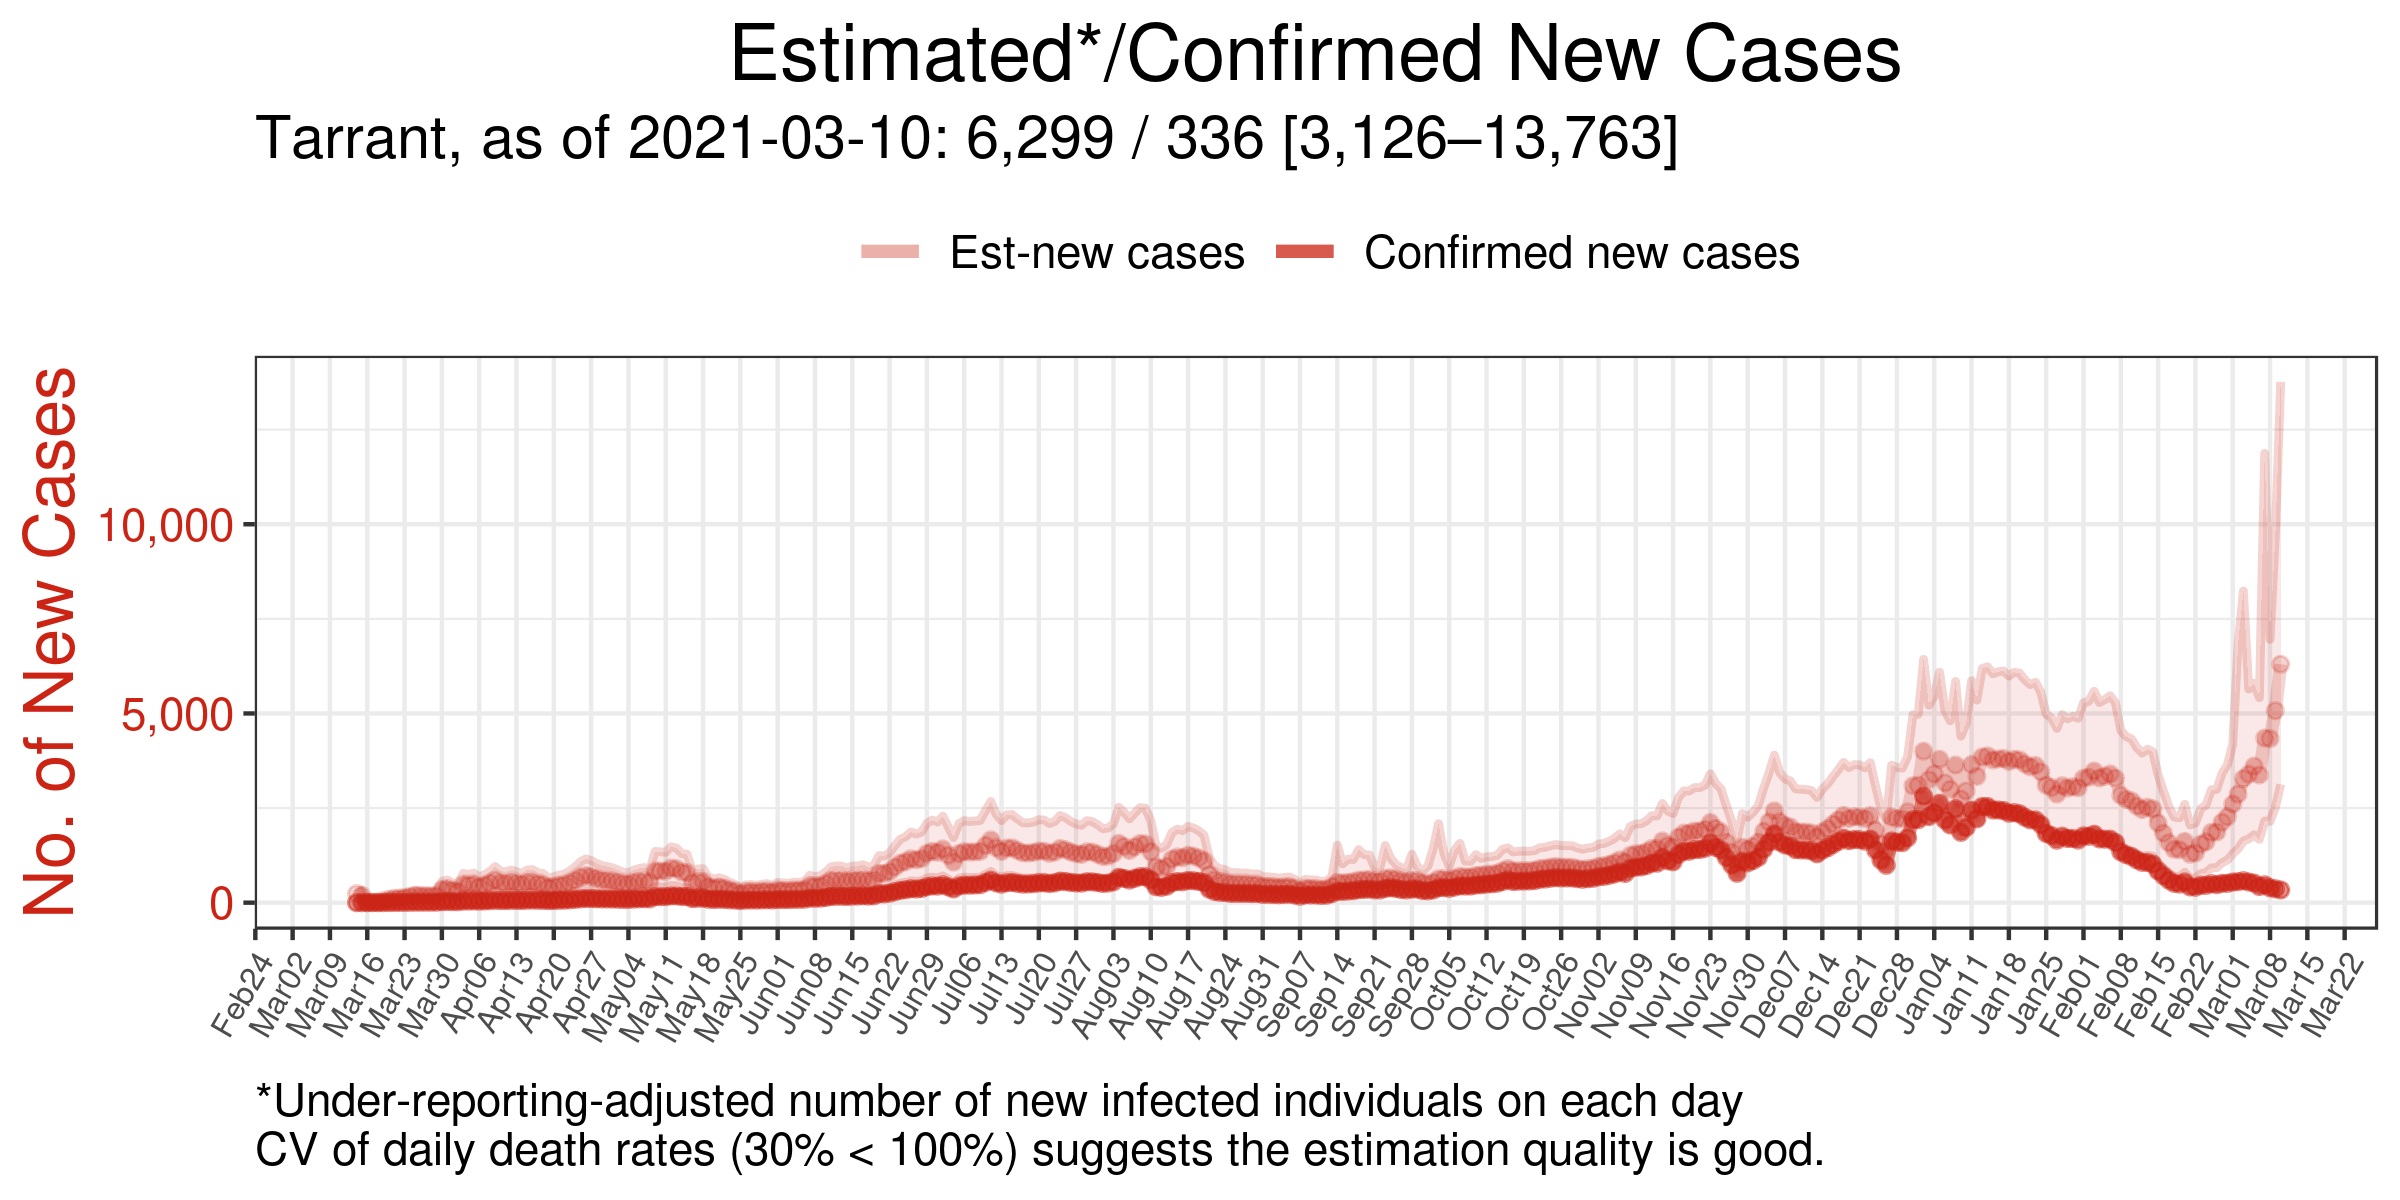 Estimated*/Confirmed New Cases
Tarrant, as of 2021-03-10: 6,299 / 336 [3,126–13,763]
Est-new cases Confirmed new cases
No. of New Cases
10,000
5,000
0
Feb24 Mar02 Mar09 Mar16 Mar23 Mar30 Apr06 Apr13 Apr20 Apr27 May04 May11 May18 May25 Jun01 Jun08 Jun15 Jun22 Jun29 Jul06 Jul13 Jul20 Jul27 Aug03 Aug10 Aug17 Aug24 Aug31 Sep07 Sep14 Sep21 Sep28 Oct05 Oct12 Oct19 Oct26 Nov02 Nov09 Nov16 Nov23 Nov30 Dec07 Dec14 Dec21 Dec28 Jan04 Jan11 Jan18 Jan25 Feb01 Feb08 Feb15 Feb22 Mar01 Mar08 Mar15 Mar22
*Under-reporting-adjusted number of new infected individuals on each day
CV of daily death rates (30% < 100%) suggests the estimation quality is good.